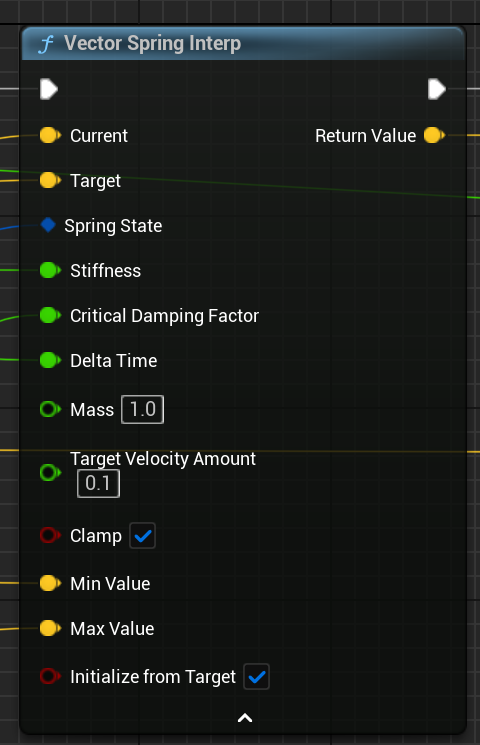 Vector Spring Interp
Current
Return Value
Target
Spring State
Stiffness
Critical Damping Factor
Delta Time
Mass 1.0
Target Velocity Amount
0.1
Clamp
Min Value
Max Value
Initialize from Target